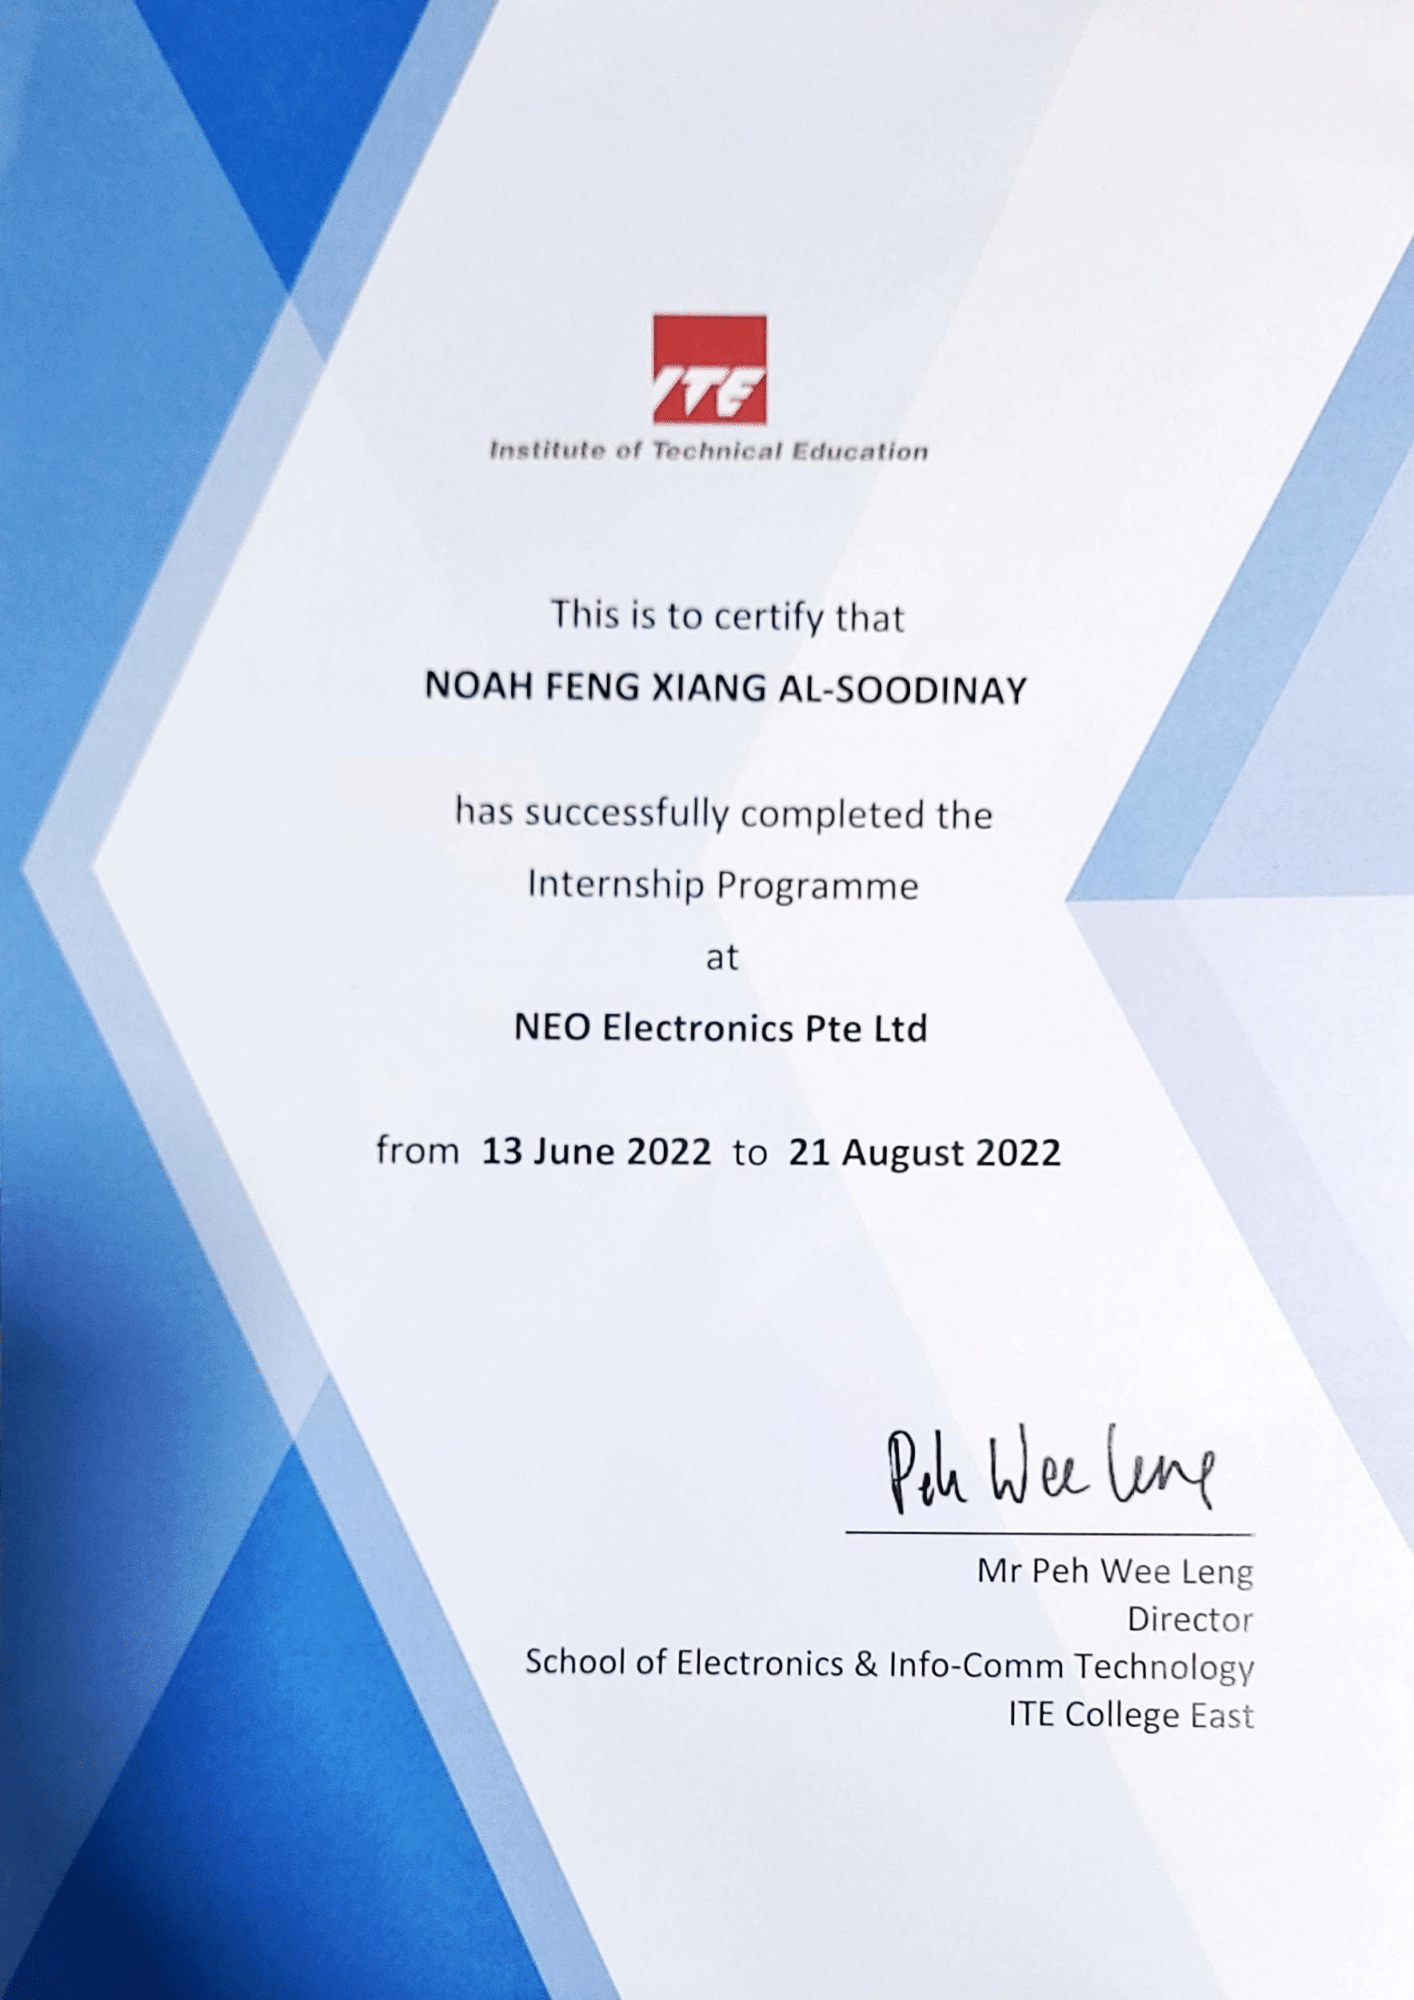 ITE
Institute of Technical Education
This is to certify that
NOAH FENG XIANG AL-SOODINAY
has successfully completed the
Internship Programme
at
NEO Electronics Pte Ltd
from 13 June 2022 to 21 August 2022
Peh Wee Leng
Mr Peh Wee Leng
Director
School of Electronics & Info-Comm Technology
ITE College East